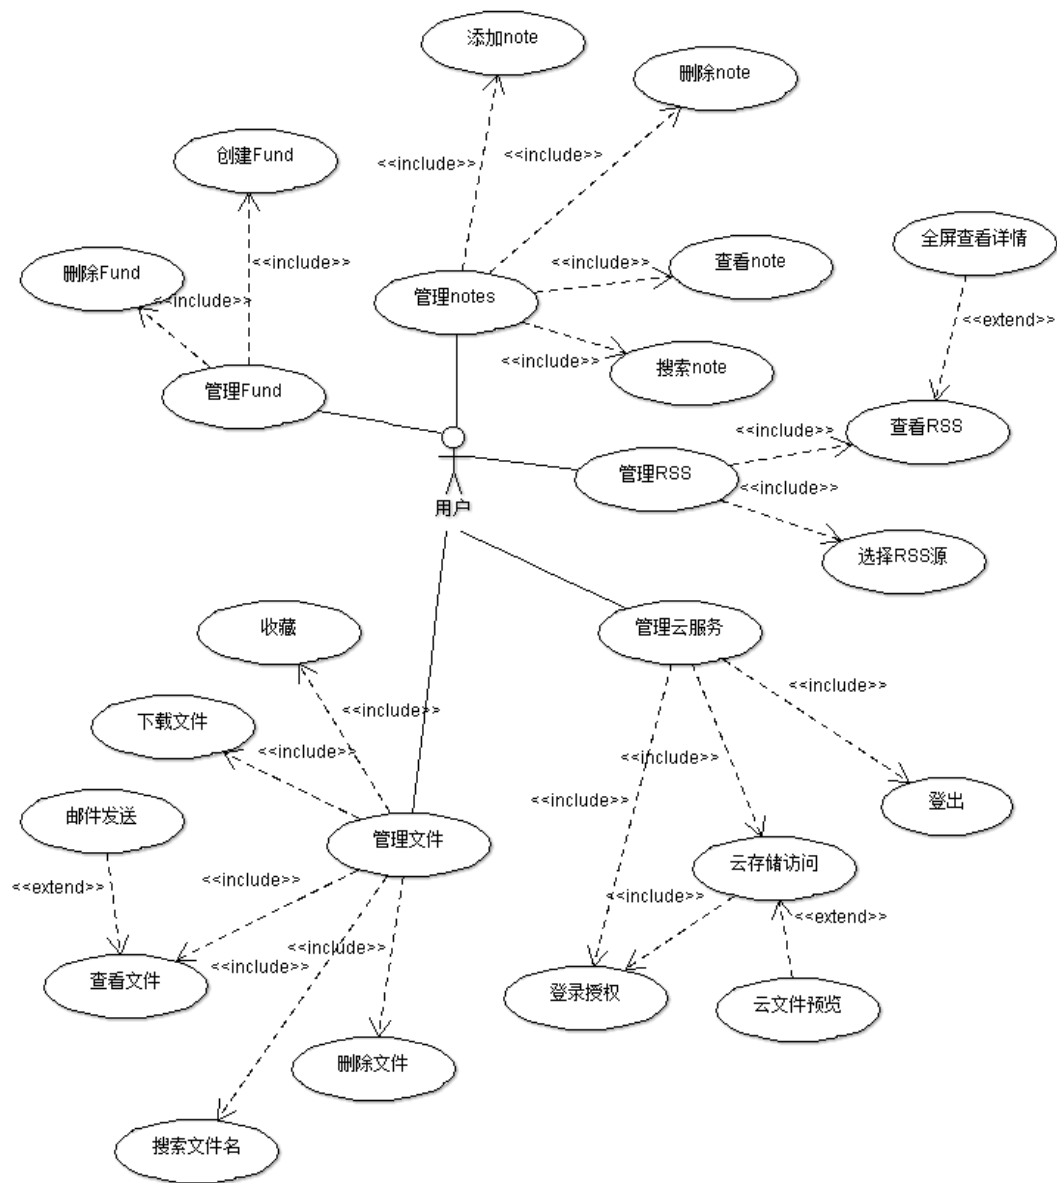 添加note
删除note
<<include>>
<<include>>
创建Fund
全屏查看详情
<<include>>
删除Fund
<<include>>
查看note
<<include>>
管理notes
<<extend>>
<<include>>
搜索note
管理Fund
<<include>>
查看RSS
管理RSS
<<include>>
用户
选择RSS源
收藏
管理云服务
<<include>>
<<include>>
下载文件
<<include>>
<<include>>
<<include>>
邮件发送
登出
管理文件
云存储访问
<<extend>>
<<include>>
<<include>>
<<extend>>
<<include>>
<<include>>
查看文件
登录授权
云文件预览
删除文件
搜索文件名